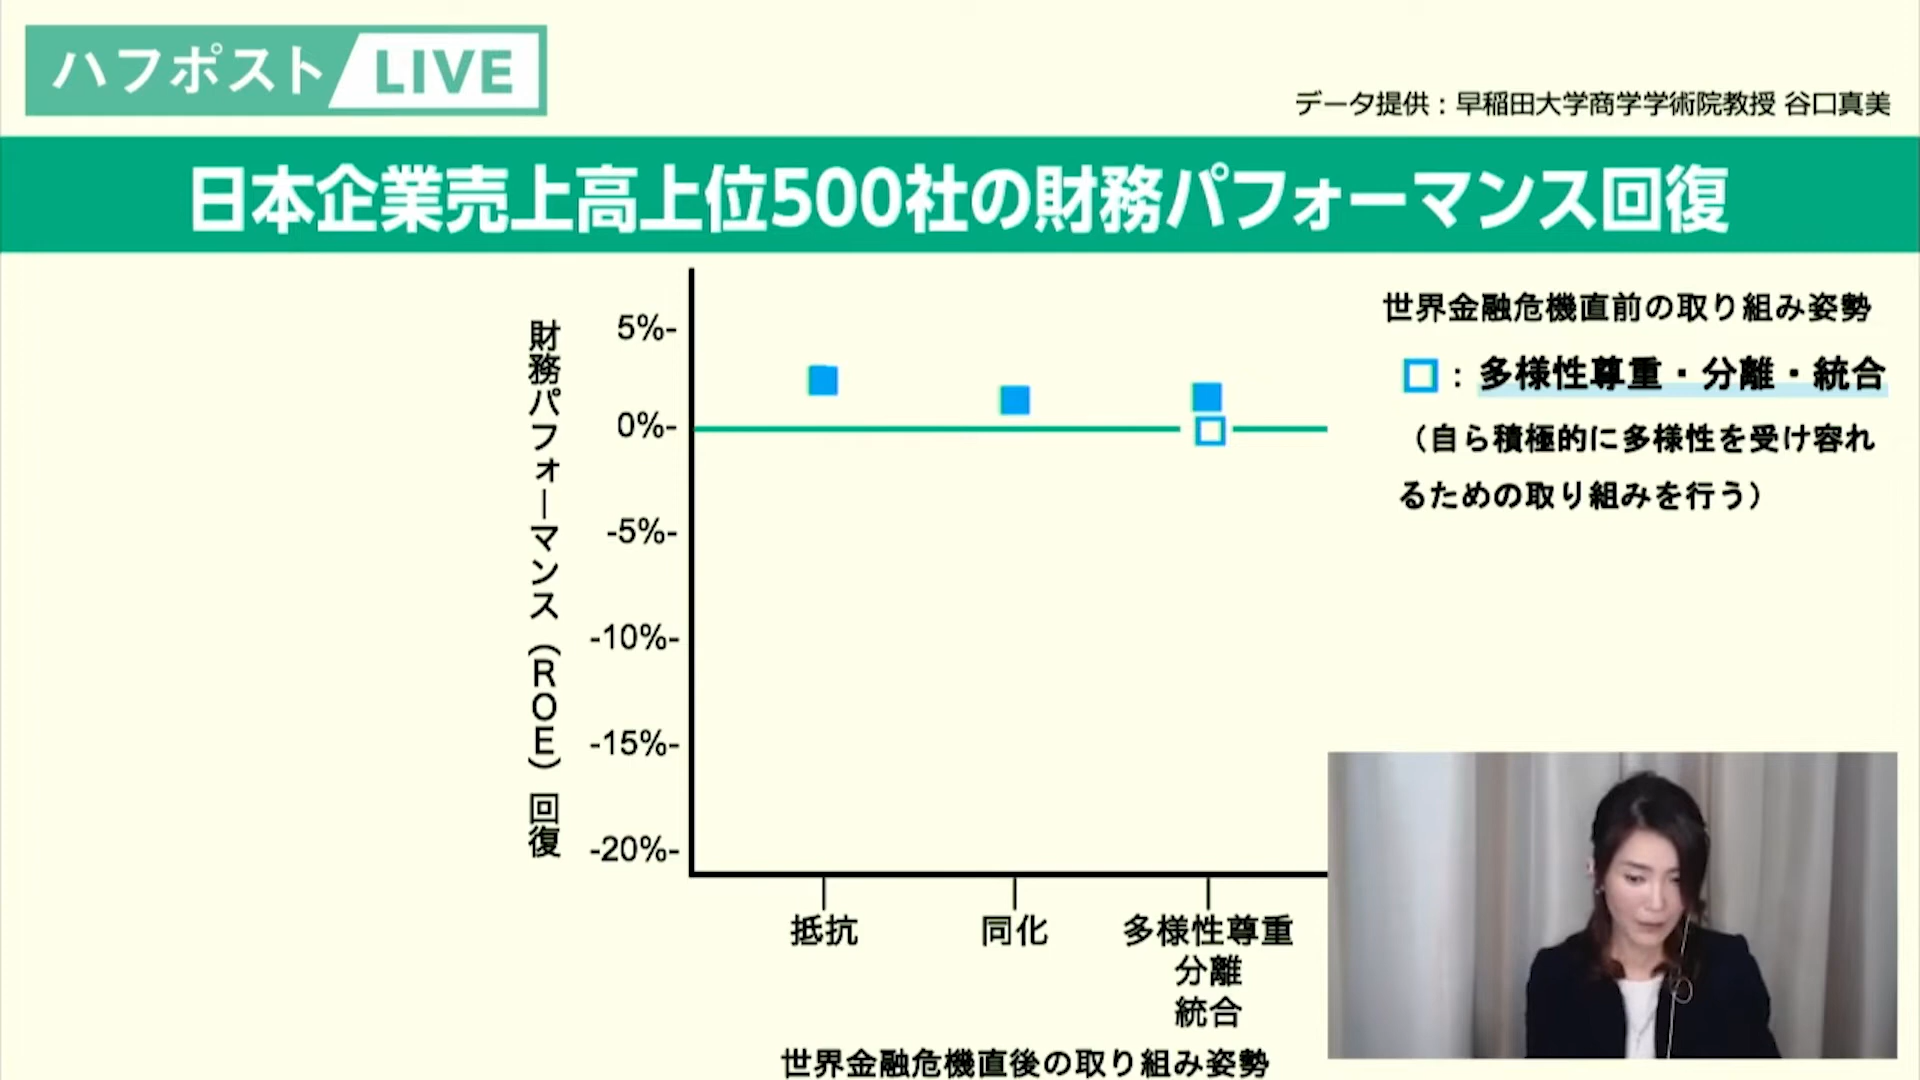 ハフポスト LIVE
データ提供：早稲田大学商学学術院教授 谷口真美
日本企業売上高上位500社の財務パフォーマンス回復
財務パフォーマンス（ROE）回復
5%-
0%-
-5%-
-10%-
-15%-
-20%-
世界金融危機直前の取り組み姿勢
：多様性尊重・分離・統合
（自ら積極的に多様性を受け容れ
るための取り組みを行う）
抵抗
同化
多様性尊重
分離
統合
世界金融危機直後の取り組み姿勢